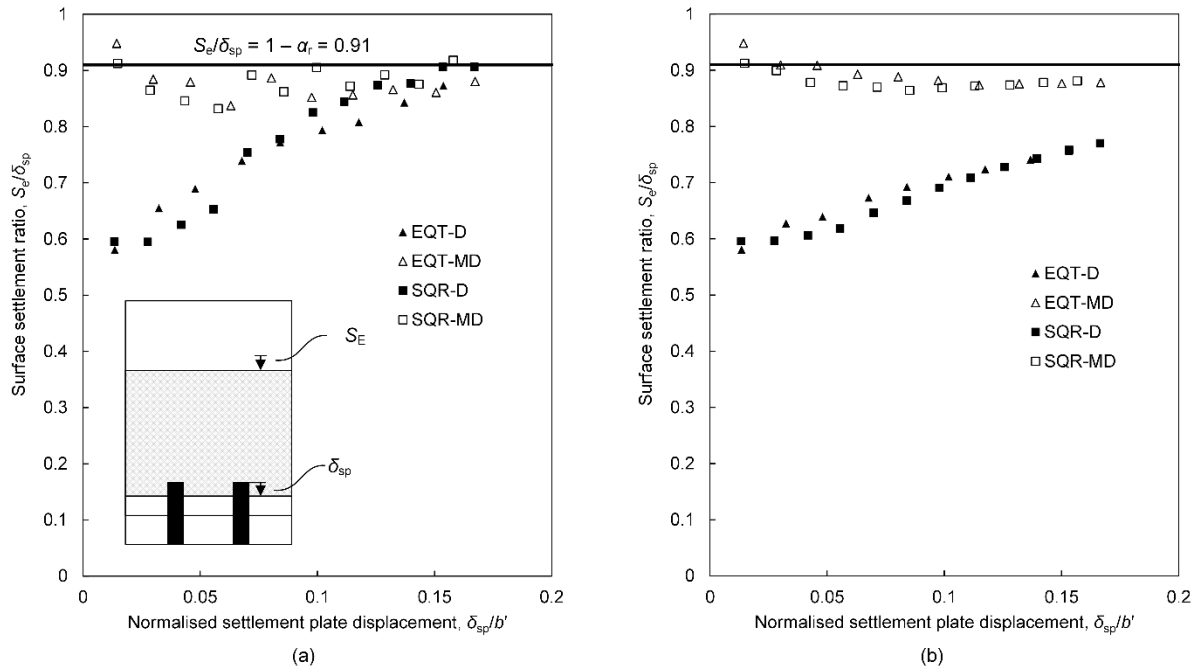 1
0.9
0.8
0.7
0.6
0.5
0.4
0.3
0.2
0.1
0
Surface settlement ratio, Se/δsp
Se/δsp = 1 – αr = 0.91
EQT-D
EQT-MD
SQR-D
SQR-MD
SE
δsp
0 0.05 0.1 0.15 0.2
Normalised settlement plate displacement, δsp/b′
(a)
1
0.9
0.8
0.7
0.6
0.5
0.4
0.3
0.2
0.1
0
Surface settlement ratio, Se/δsp
EQT-D
EQT-MD
SQR-D
SQR-MD
0 0.05 0.1 0.15 0.2
Normalised settlement plate displacement, δsp/b′
(b)